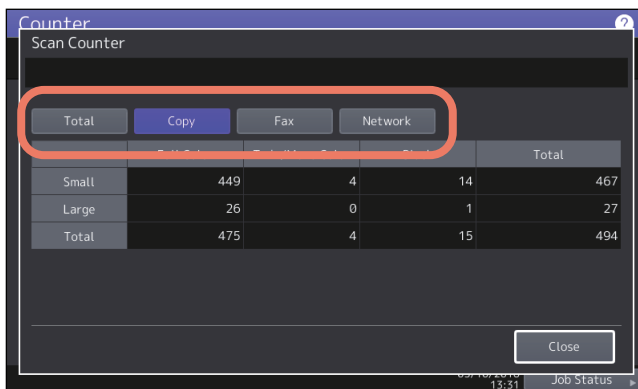 Counter ?
Scan Counter
Total Copy Fax Network
Total
Small 449 4 14 467
Large 26 0 1 27
Total 475 4 15 494
Close
13:31 Job Status